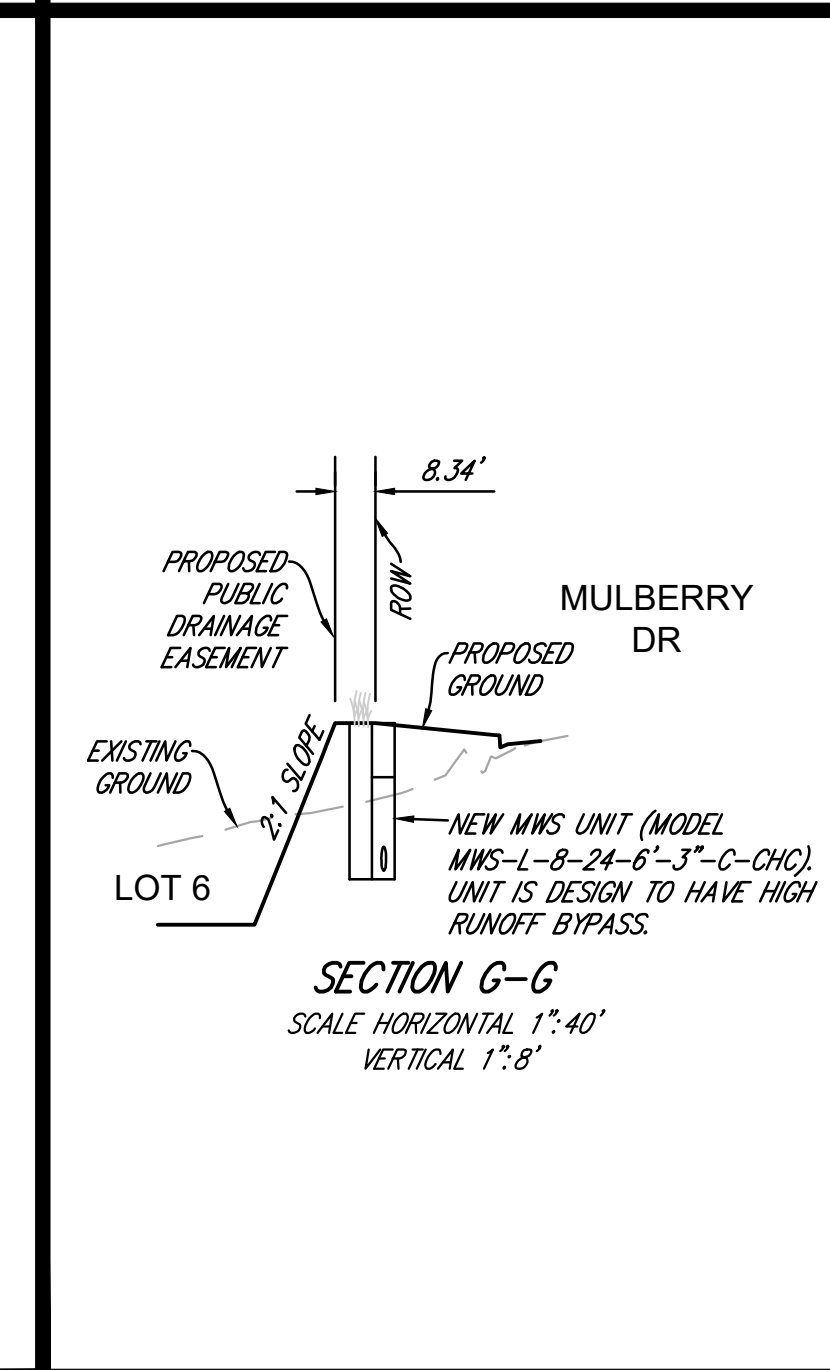 8.34'
PROPOSED
PUBLIC
DRAINAGE
EASEMENT
ROW
MULBERRY
DR
PROPOSED
GROUND
EXISTING
GROUND
2:1 SLOPE
LOT 6
NEW MWS UNIT (MODEL
MWS-L-8-24-6'-3"-C-CHC).
UNIT IS DESIGN TO HAVE HIGH
RUNOFF BYPASS.
SECTION G-G
SCALE HORIZONTAL 1":40'
VERTICAL 1":8'